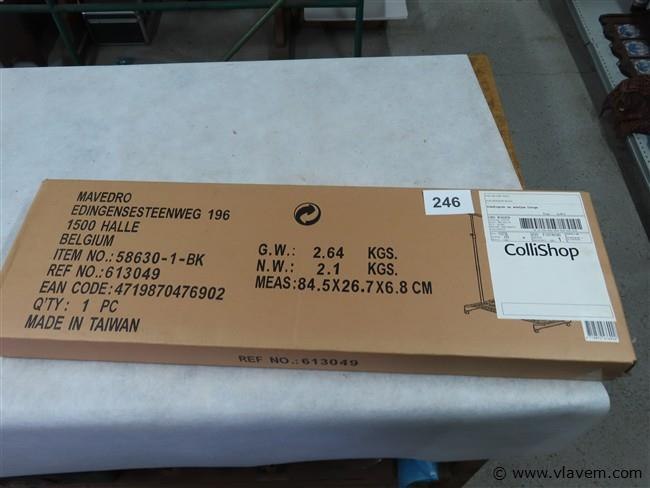 MAVEDRO
EDINGENSESTEENWEG 196
1500 HALLE
BELGIUM
ITEM NO.:58630-1-BK
REF NO.:613049
EAN CODE:4719870476902
Q'TY: 1 PC
MADE IN TAIWAN
G.W.: 2.64 KGS.
N.W.: 2.1 KGS.
MEAS:84.5X26.7X6.8 CM
246
ColliShop
REF NO.:613049
© www.vlavem.com